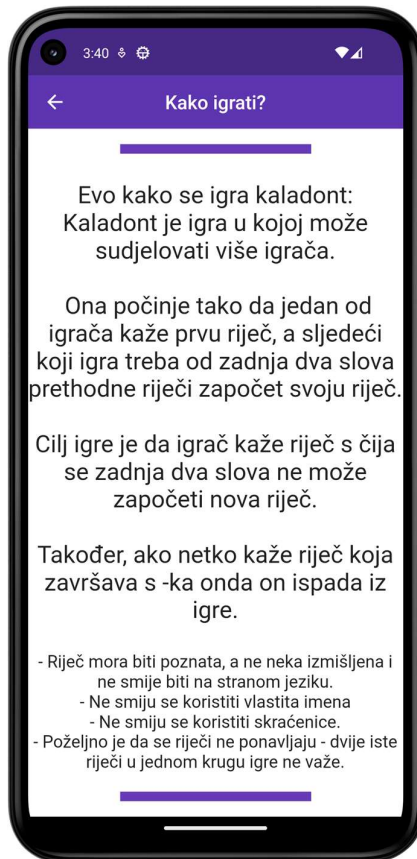 3:40
Kako igrati?
Evo kako se igra kaladont:
Kaladont je igra u kojoj može
sudjelovati više igrača.
Ona počinje tako da jedan od
igrača kaže prvu riječ, a sljedeći
koji igra treba od zadnja dva slova
prethodne riječi započet svoju riječ.
Cilj igre je da igrač kaže riječ s čija
se zadnja dva slova ne može
započeti nova riječ.
Također, ako netko kaže riječ koja
završava s -ka onda on ispada iz
igre.
- Riječ mora biti poznata, a ne neka izmišljena i
ne smije biti na stranom jeziku.
- Ne smiju se koristiti vlastita imena
- Ne smiju se koristiti skraćenice.
- Poželjno je da se riječi ne ponavljaju - dvije iste
riječi u jednom krugu igre ne važe.